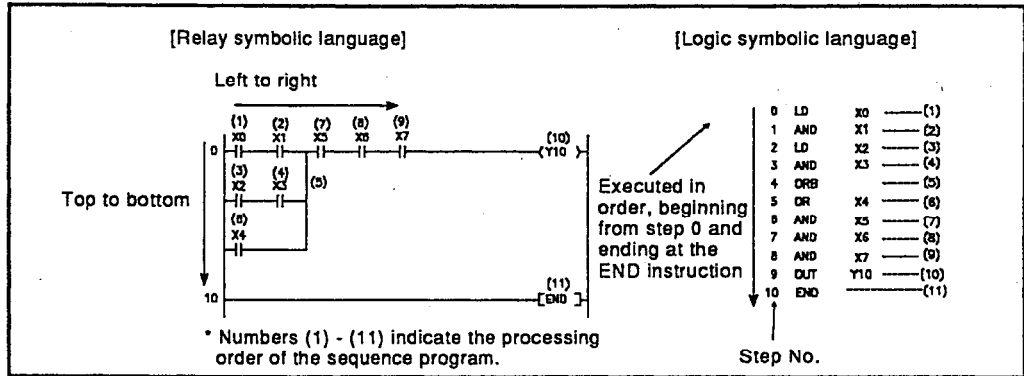 [Relay symbolic language]
Left to right
(1) (2) (7) (8) (9) (10)
X0 X1 X5 X6 X7
0 Y10
(3) (4) (5)
X2 X3
Top to bottom
(6)
X4
(11)
10 END
* Numbers (1) - (11) indicate the processing
order of the sequence program.
[Logic symbolic language]
0 LD X0 (1)
1 AND X1 (2)
2 LD X2 (3)
3 AND X3 (4)
4 ORB (5)
5 OR X4 (6)
6 AND X5 (7)
7 AND X6 (8)
8 AND X7 (9)
9 OUT Y10 (10)
10 END (11)
Executed in
order, beginning
from step 0 and
ending at the
END instruction
Step No.